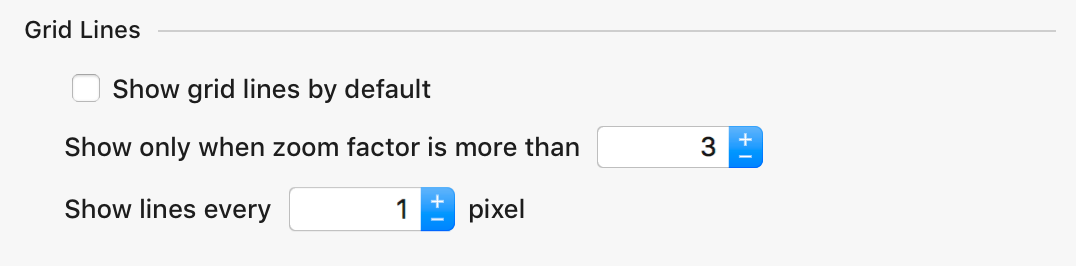 Grid Lines
Show grid lines by default
Show only when zoom factor is more than 3
Show lines every 1 pixel